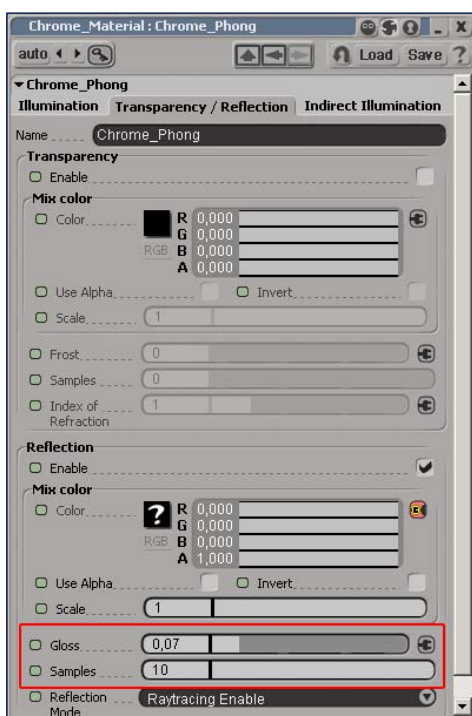 Chrome_Material : Chrome_Phong
auto
Load Save ?
Chrome_Phong
Illumination Transparency / Reflection Indirect Illumination
Name Chrome_Phong
Transparency
Enable
Mix color
Color R 0,000
G 0,000
RGB B 0,000
A 0,000
Use Alpha Invert
Scale 1
Frost 0
Samples 0
Index of Refraction 1
Reflection
Enable
Mix color
Color ? R 0,000
G 0,000
RGB B 0,000
A 1,000
Use Alpha Invert
Scale 1
Gloss 0,07
Samples 10
Reflection Mode Raytracing Enable